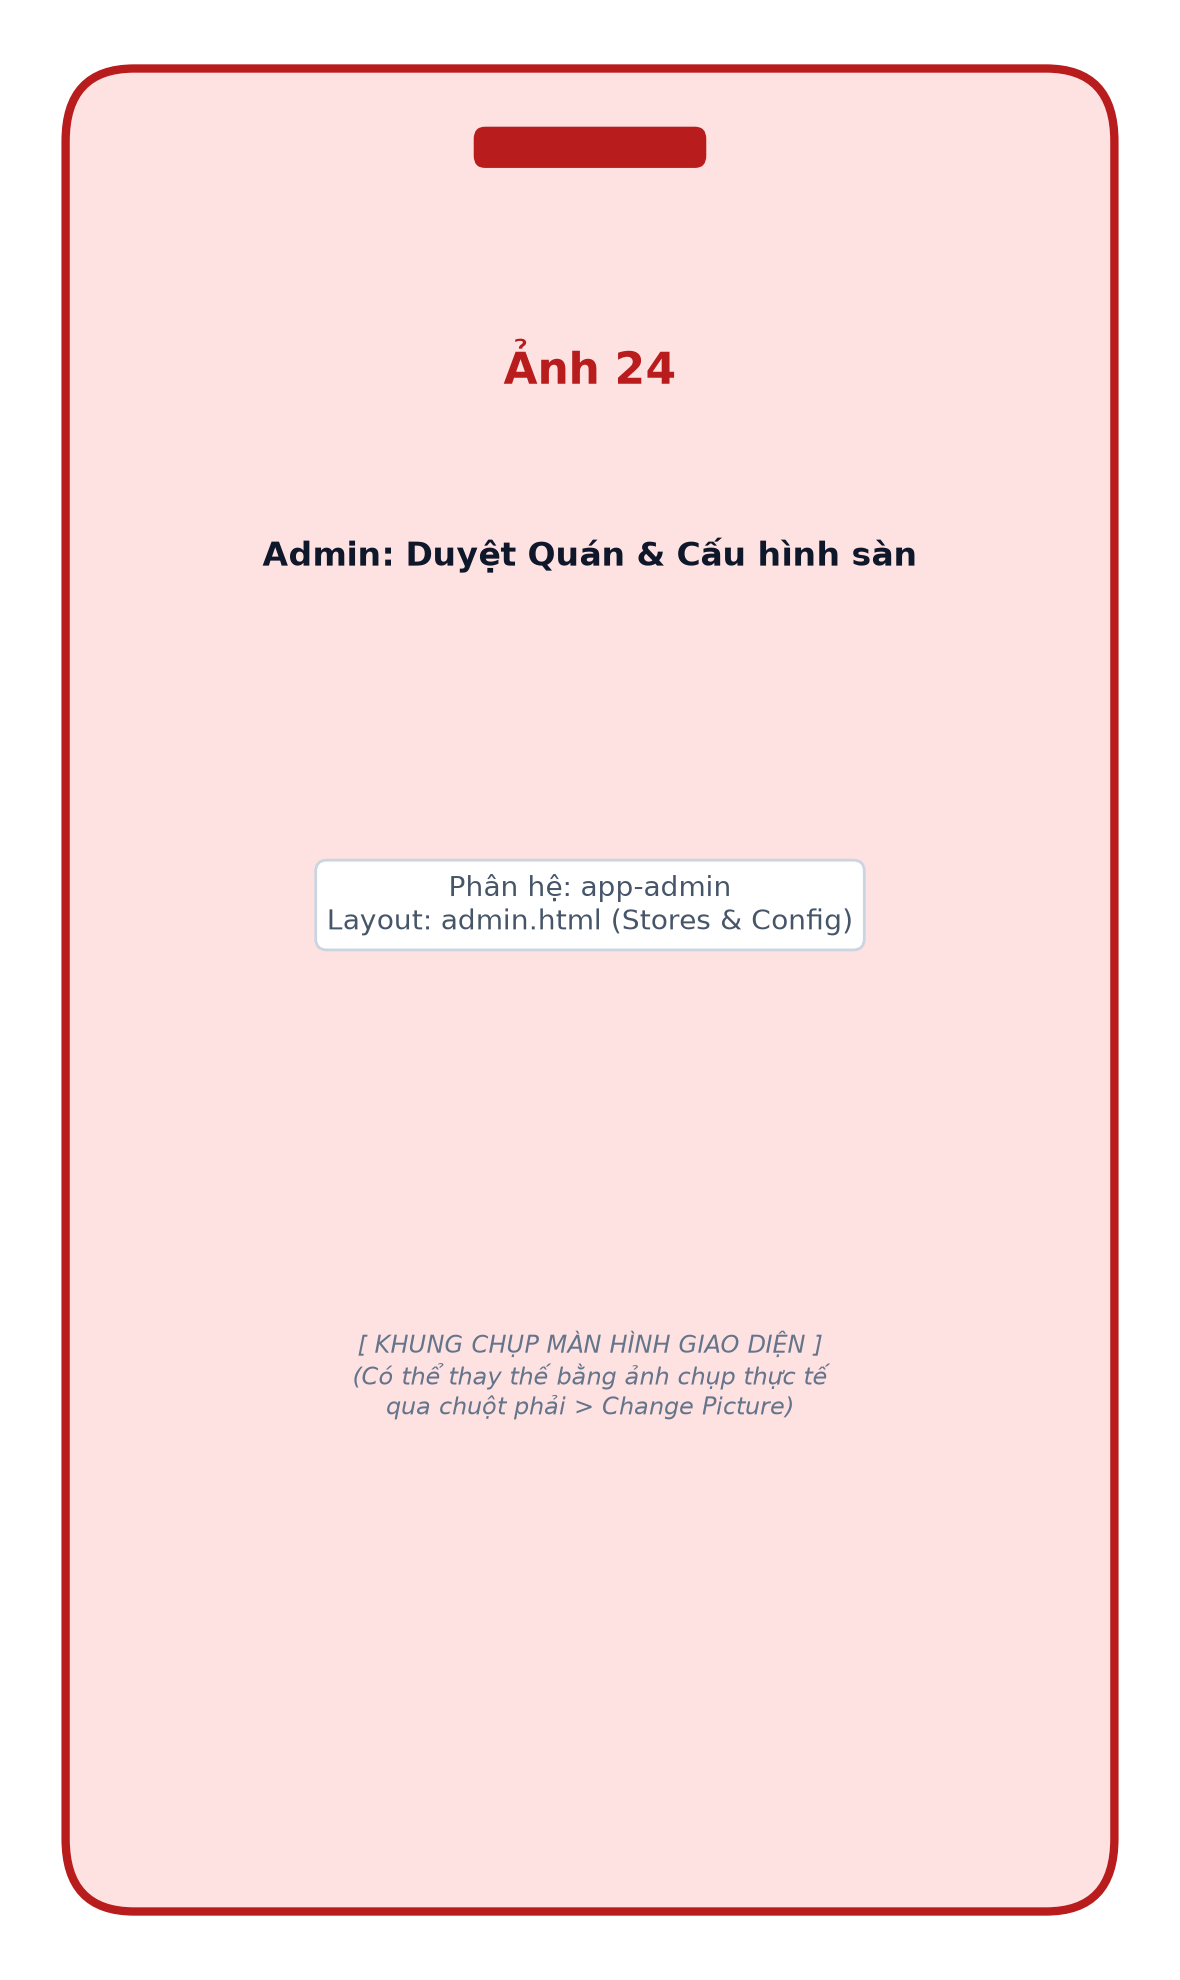 Ảnh 24
Admin: Duyệt Quán & Cấu hình sàn
Phân hệ: app-admin
Layout: admin.html (Stores & Config)
[ KHUNG CHỤP MÀN HÌNH GIAO DIỆN ]
(Có thể thay thế bằng ảnh chụp thực tế
qua chuột phải > Change Picture)